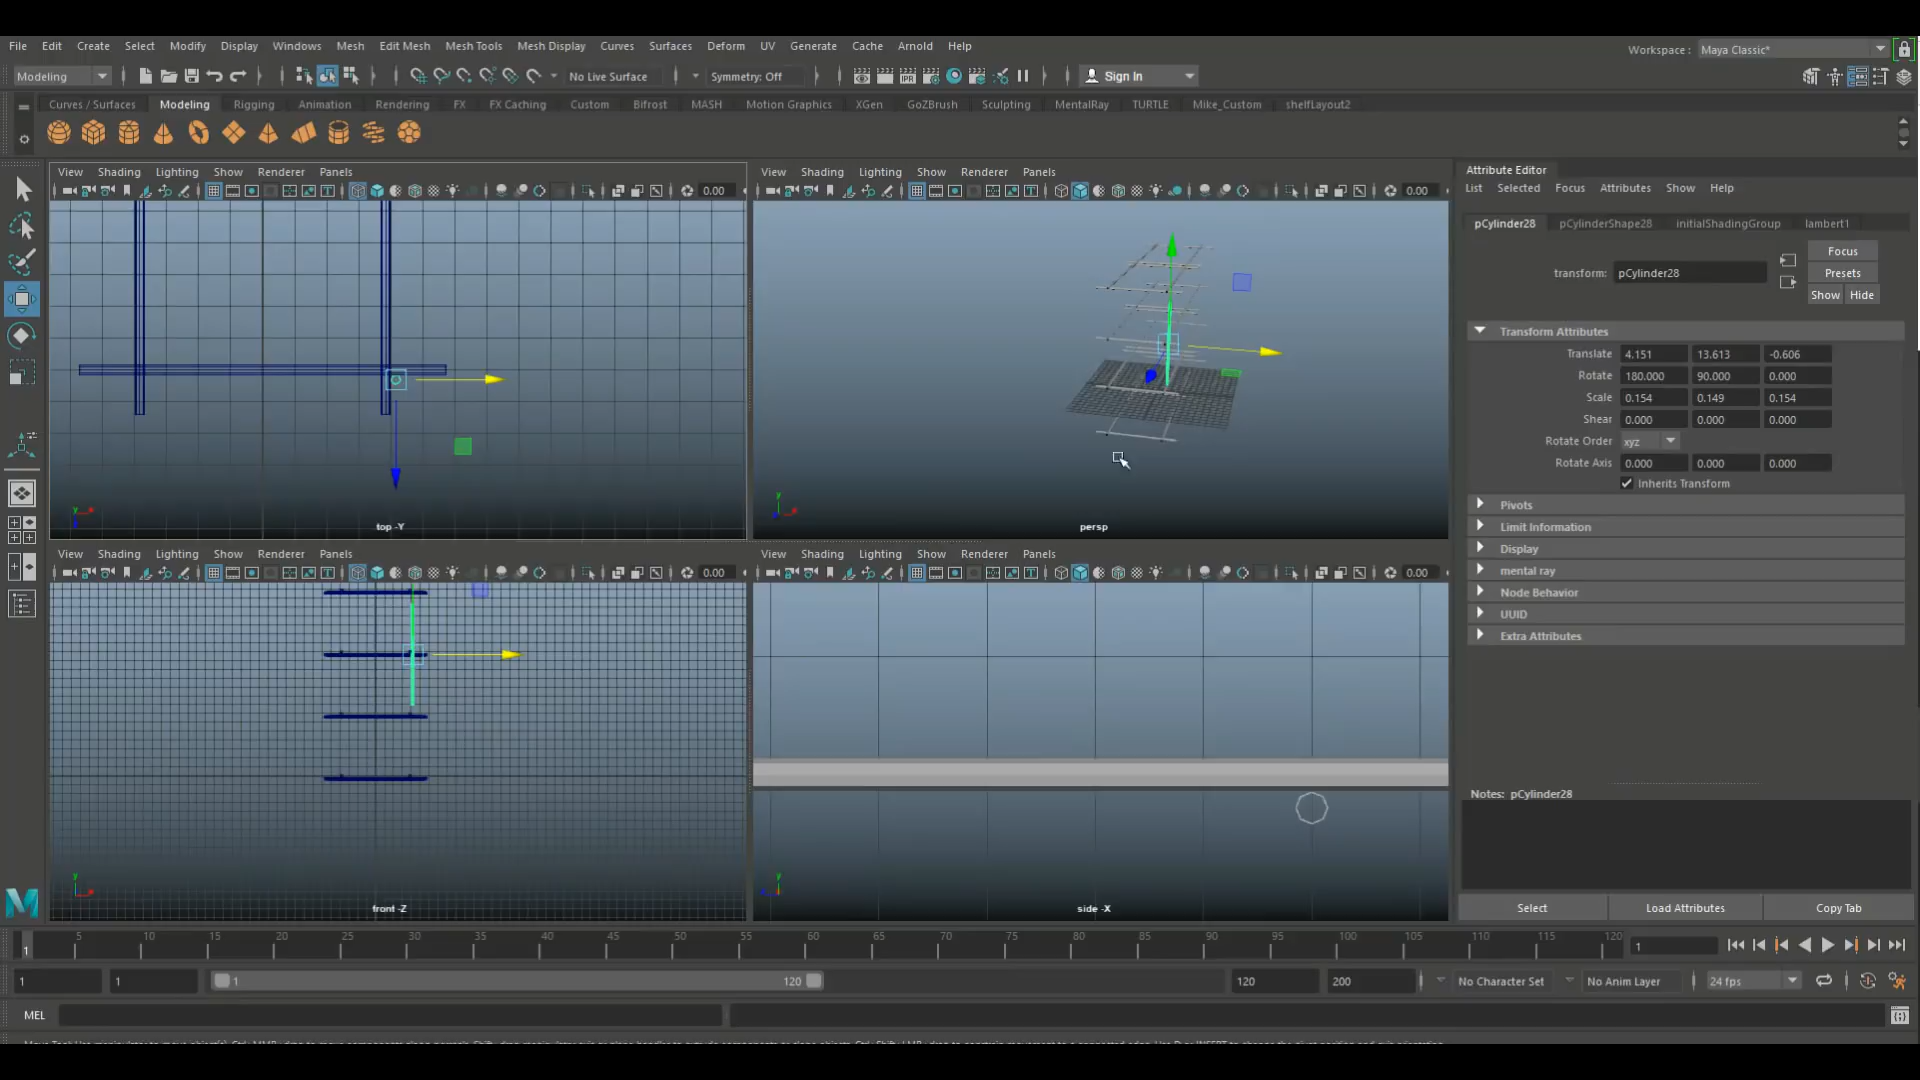 File Edit Create Select Modify Display Windows Mesh Edit Mesh Mesh Tools Mesh Display Curves Surfaces Deform UV Generate Cache Arnold Help
Workspace : Maya Classic*
Modeling No Live Surface Symmetry: Off Sign In
Curves / Surfaces Modeling Rigging Animation Rendering FX FX Caching Custom Bifrost MASH Motion Graphics XGen GoZBrush Sculpting MentalRay TURTLE Mike_Custom shelfLayout2
View Shading Lighting Show Renderer Panels
0.00
top -Y
View Shading Lighting Show Renderer Panels
0.00
persp
View Shading Lighting Show Renderer Panels
0.00
front -Z
View Shading Lighting Show Renderer Panels
0.00
side -X
Attribute Editor
List Selected Focus Attributes Show Help
pCylinder28 pCylinderShape28 initialShadingGroup lambert1
Focus
transform: pCylinder28 Presets
Show Hide
Transform Attributes
Translate 4.151 13.613 -0.606
Rotate 180.000 90.000 0.000
Scale 0.154 0.149 0.154
Shear 0.000 0.000 0.000
Rotate Order xyz
Rotate Axis 0.000 0.000 0.000
Inherits Transform
Pivots
Limit Information
Display
mental ray
Node Behavior
UUID
Extra Attributes
Notes: pCylinder28
Select Load Attributes Copy Tab
1 5 10 15 20 25 30 35 40 45 50 55 60 65 70 75 80 85 90 95 100 105 110 115 120 1
1 1 1 120 120 200 No Character Set No Anim Layer 24 fps
MEL